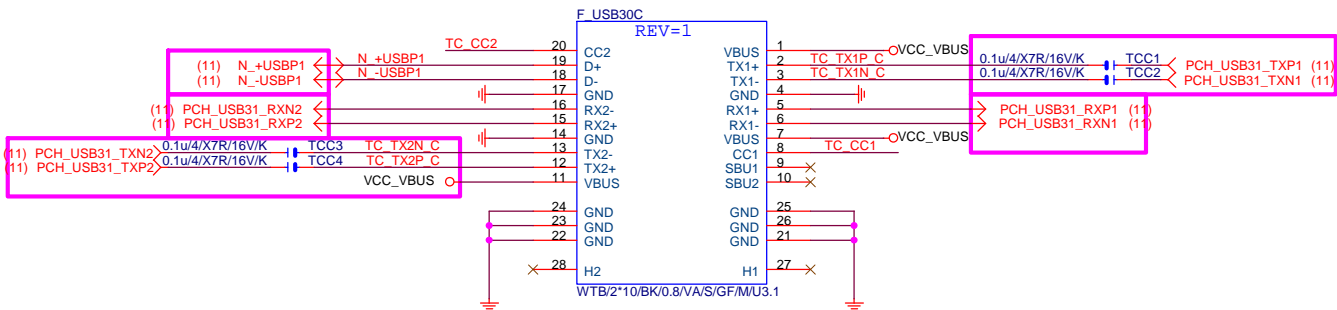 F_USB30C
REV=1
TC_CC2 20 CC2 VBUS 1 VCC_VBUS
(11) N_+USBP1 N_+USBP1 19 D+ TX1+ 2 TC_TX1P_C 0.1u/4/X7R/16V/K TCC1 PCH_USB31_TXP1 (11)
(11) N_-USBP1 N_-USBP1 18 D- TX1- 3 TC_TX1N_C 0.1u/4/X7R/16V/K TCC2 PCH_USB31_TXN1 (11)
17 GND GND 4
(11) PCH_USB31_RXN2 16 RX2- RX1+ 5 PCH_USB31_RXP1 (11)
(11) PCH_USB31_RXP2 15 RX2+ RX1- 6 PCH_USB31_RXN1 (11)
14 GND VBUS 7 VCC_VBUS
(11) PCH_USB31_TXN2 0.1u/4/X7R/16V/K TCC3 TC_TX2N_C 13 TX2- CC1 8 TC_CC1
(11) PCH_USB31_TXP2 0.1u/4/X7R/16V/K TCC4 TC_TX2P_C 12 TX2+ SBU1 9
VCC_VBUS 11 VBUS SBU2 10
24 GND GND 25
23 GND GND 26
22 GND GND 21
28 H2 H1 27
WTB/2*10/BK/0.8/VA/S/GF/M/U3.1